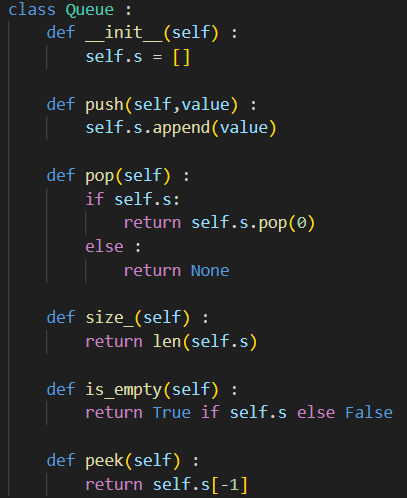 class Queue :
    def __init__(self) :
        self.s = []

    def push(self,value) :
        self.s.append(value)

    def pop(self) :
        if self.s:
            return self.s.pop(0)
        else :
            return None

    def size_(self) :
        return len(self.s)

    def is_empty(self) :
        return True if self.s else False

    def peek(self) :
        return self.s[-1]